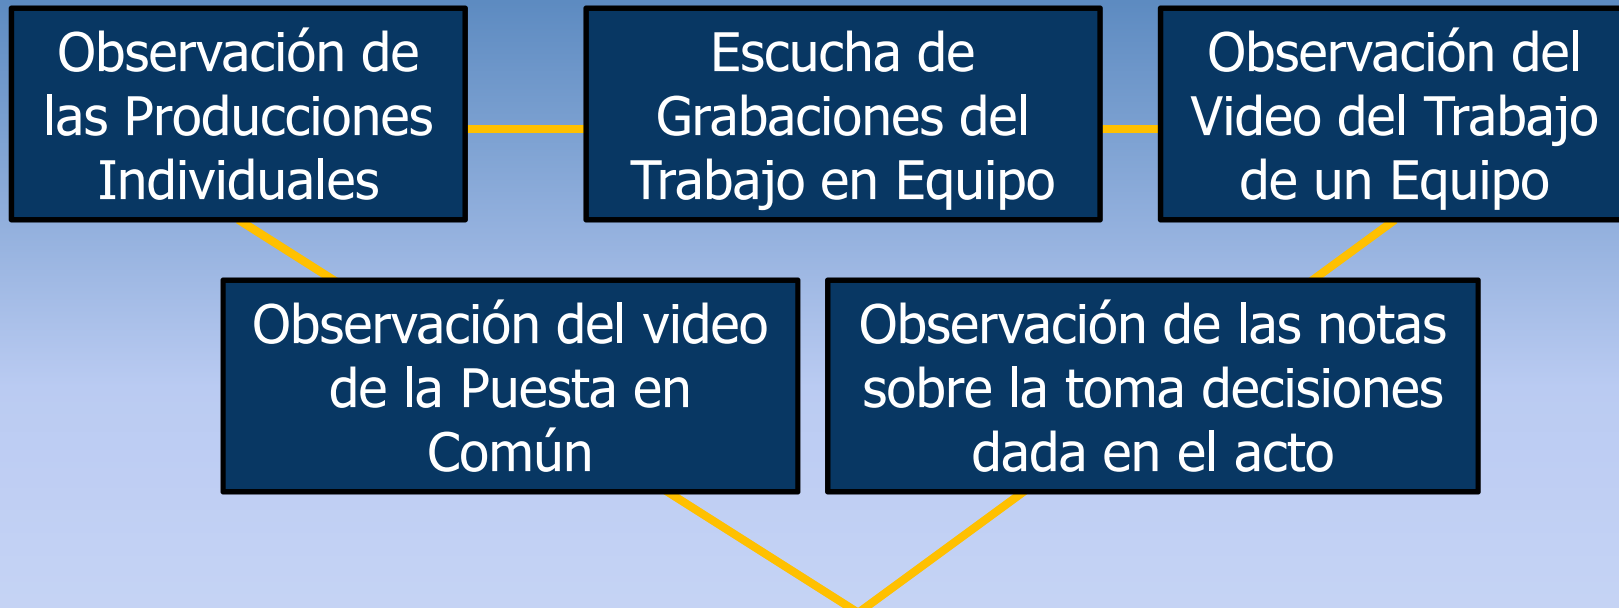 Observación de
las Producciones
Individuales
Escucha de
Grabaciones del
Trabajo en Equipo
Observación del
Video del Trabajo
de un Equipo
Observación del video
de la Puesta en
Común
Observación de las notas
sobre la toma decisiones
dada en el acto